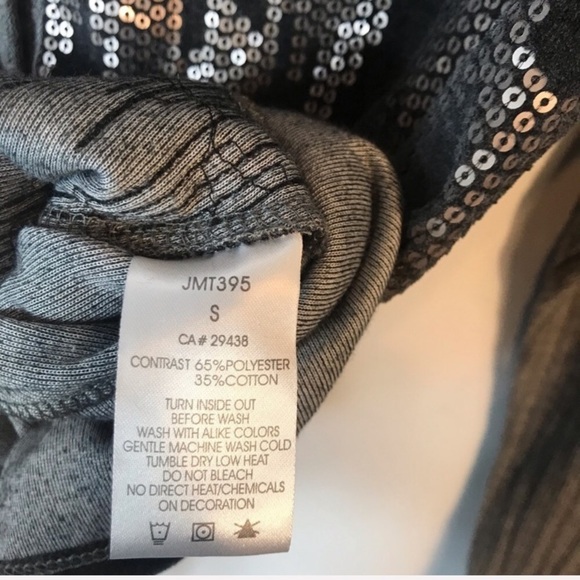 JMT395
S
CA# 29438
CONTRAST 65%POLYESTER
35%COTTON
TURN INSIDE OUT
BEFORE WASH
WASH WITH ALIKE COLORS
GENTLE MACHINE WASH COLD
TUMBLE DRY LOW HEAT
DO NOT BLEACH
NO DIRECT HEAT/CHEMICALS
ON DECORATION